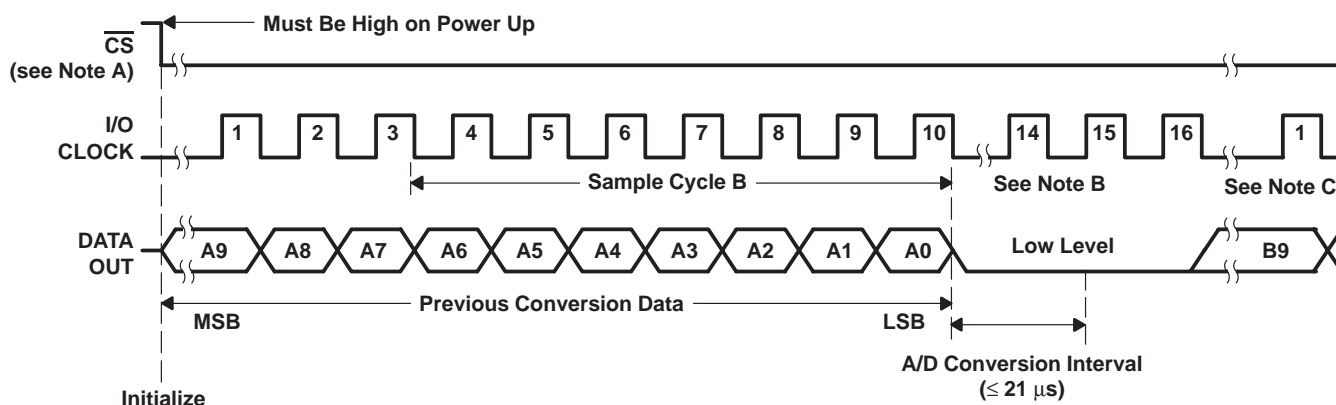 Must Be High on Power Up
CS
(see Note A)
I/O
CLOCK
1 2 3 4 5 6 7 8 9 10 14 15 16 1
Sample Cycle B
See Note B
See Note C
DATA
OUT
A9 A8 A7 A6 A5 A4 A3 A2 A1 A0 Low Level B9
Previous Conversion Data
MSB LSB
A/D Conversion Interval
(≤ 21 μs)
Initialize